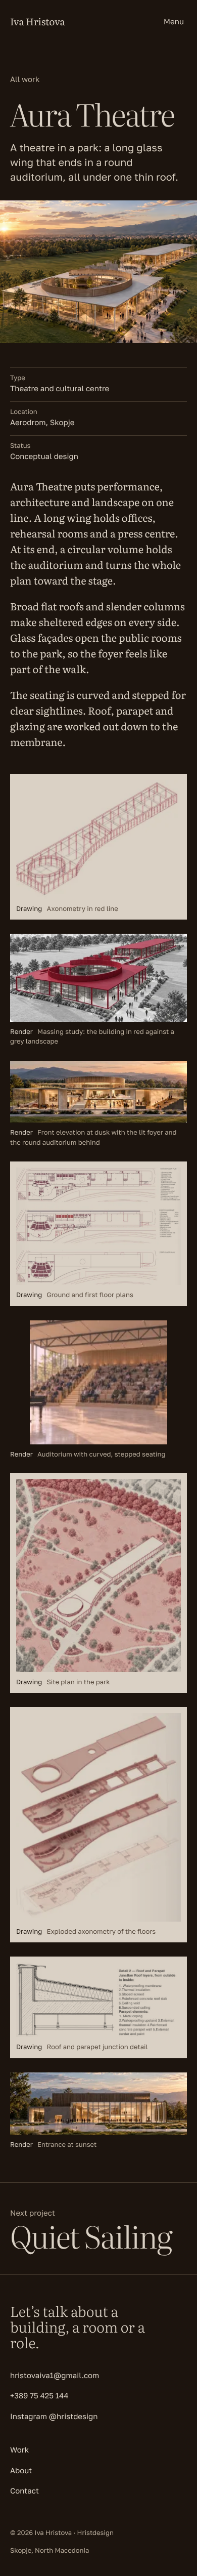 Iva Hristova
Menu
All work
Aura Theatre
A theatre in a park: a long glass
wing that ends in a round
auditorium, all under one thin roof.
Type
Theatre and cultural centre
Location
Aerodrom, Skopje
Status
Conceptual design
Aura Theatre puts performance,
architecture and landscape on one
line. A long wing holds offices,
rehearsal rooms and a press centre.
At its end, a circular volume holds
the auditorium and turns the whole
plan toward the stage.
Broad flat roofs and slender columns
make sheltered edges on every side.
Glass façades open the public rooms
to the park, so the foyer feels like
part of the walk.
The seating is curved and stepped for
clear sightlines. Roof, parapet and
glazing are worked out down to the
membrane.
Drawing Axonometry in red line
Render Massing study: the building in red against a
grey landscape
Render Front elevation at dusk with the lit foyer and
the round auditorium behind
Drawing Ground and first floor plans
Render Auditorium with curved, stepped seating
Drawing Site plan in the park
Drawing Exploded axonometry of the floors
Drawing Roof and parapet junction detail
Render Entrance at sunset
Next project
Quiet Sailing
Let's talk about a
building, a room or a
role.
hristovaiva1@gmail.com
+389 75 425 144
Instagram @hristdesign
Work
About
Contact
© 2026 Iva Hristova · Hristdesign
Skopje, North Macedonia